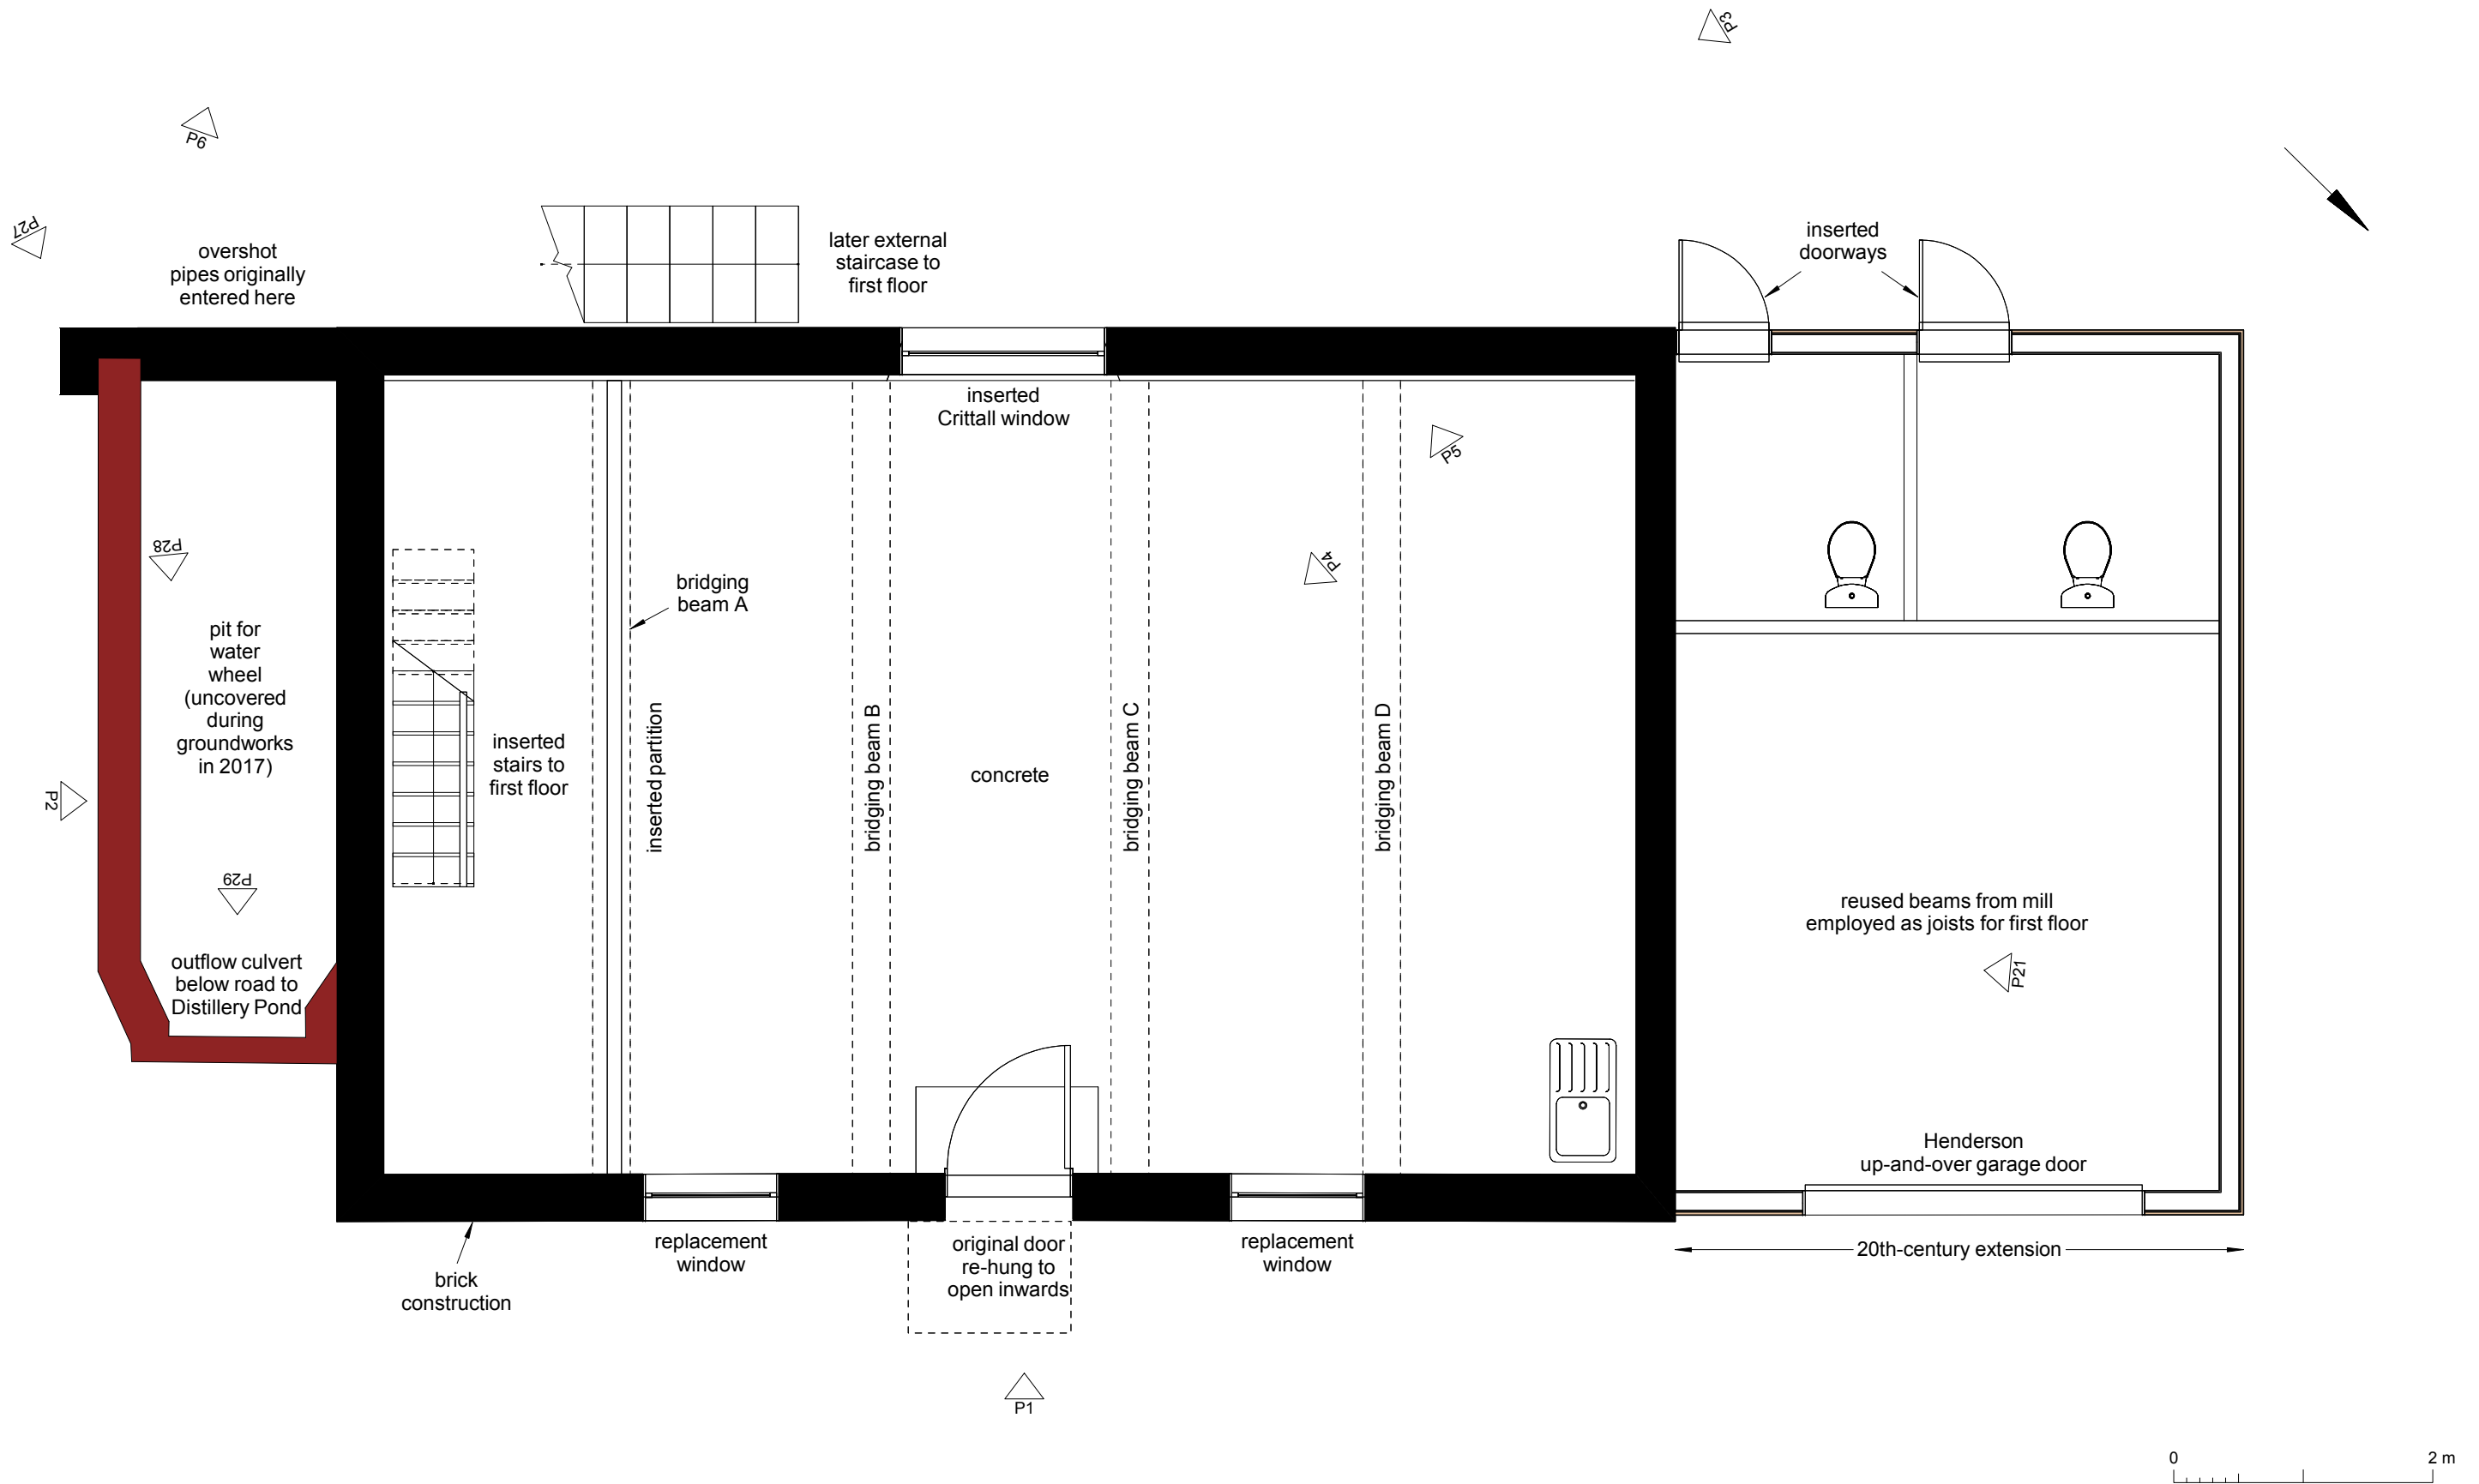 P3
P6
P27
overshot
pipes originally
entered here
later external
staircase to
first floor
inserted
doorways
inserted
Crittall window
P5
P4
P28
bridging
beam A
pit for
water
wheel
(uncovered
during
groundworks
in 2017)
P2
inserted
stairs to
first floor
inserted partition
bridging beam B
concrete
bridging beam C
bridging beam D
P29
reused beams from mill
employed as joists for first floor
P21
outflow culvert
below road to
Distillery Pond
Henderson
up-and-over garage door
replacement
window
original door
re-hung to
open inwards
replacement
window
20th-century extension
brick
construction
P1
0
2 m